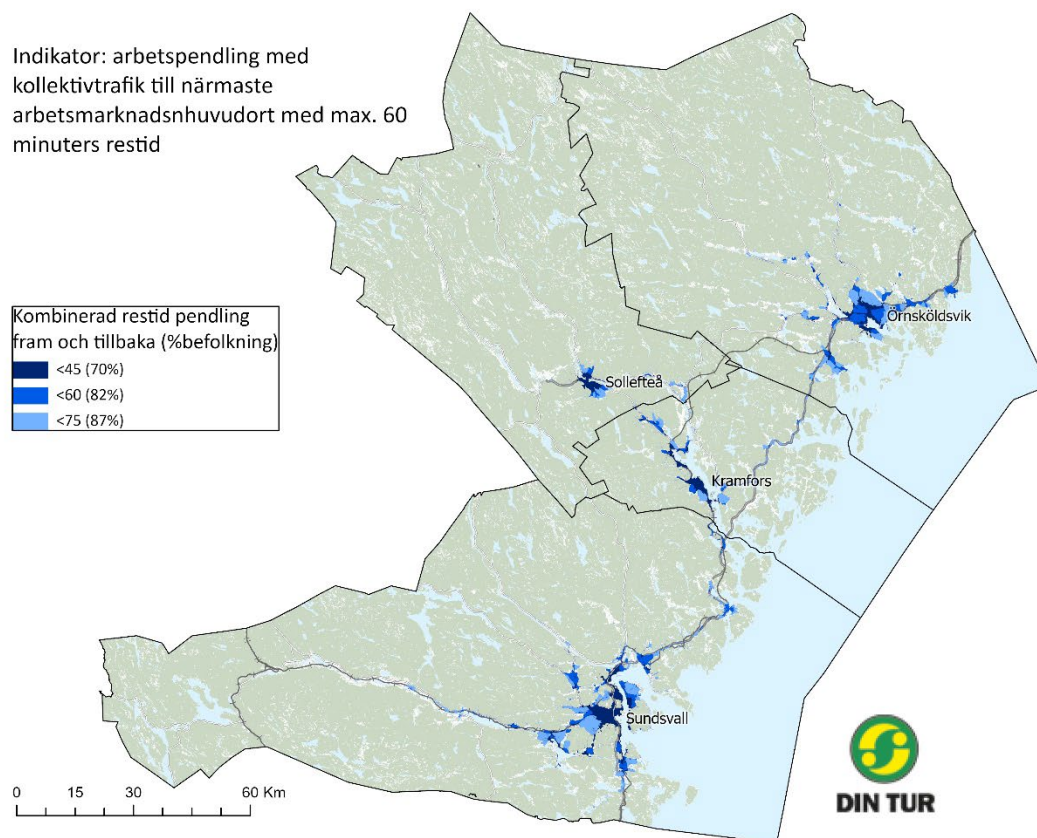 Indikator: arbetspendling med
kollektivtrafik till närmaste
arbetsmarknadsnhuvudort med max. 60
minuters restid
Örnsköldsvik
Kombinerad restid pendling
fram och tillbaka (%befolkning)
<45 (70%)
<60 (82%)
<75 (87%)
Sollefteå
Kramfors
Sundsvall
0 15 30 60 Km
DIN TUR